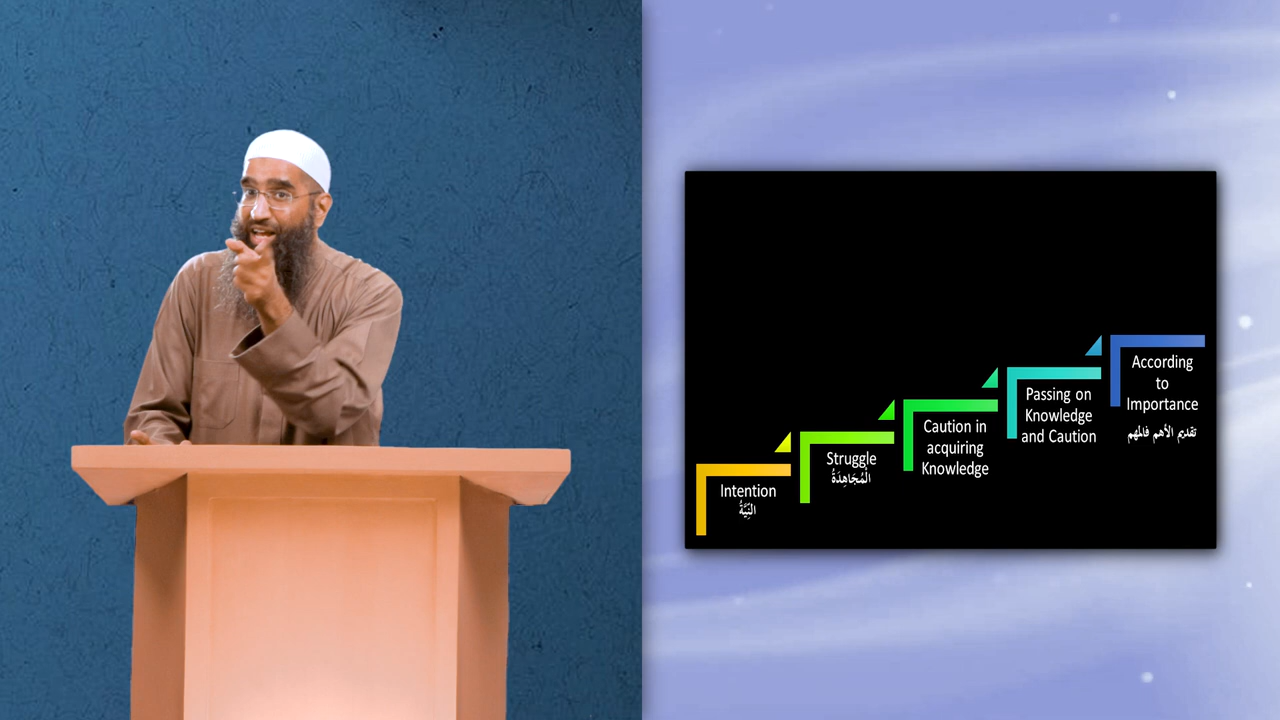 Intention
النِّيَّةُ
Struggle
الْمُجَاهَدَةُ
Caution in
acquiring
Knowledge
Passing on
Knowledge
and Caution
According
to
Importance
تقديم الأهم فالمهم